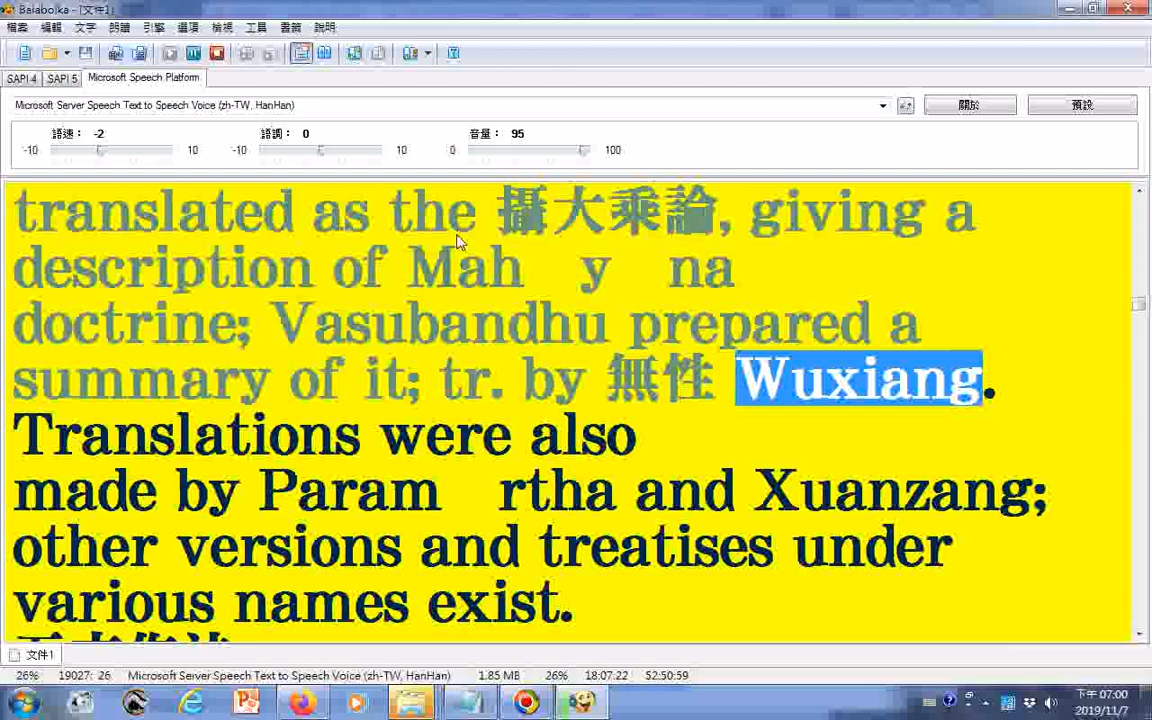 Balabolka - [文件1]
檔案 編輯 文字 朗讀 引擎 選項 檢視 工具 書籤 說明
SAPI 4 SAPI 5 Microsoft Speech Platform
Microsoft Server Speech Text to Speech Voice (zh-TW, HanHan) 關於 預設
語速： -2 語調： 0 音量： 95
-10 10 -10 10 0 100
translated as the 攝大乘論, giving a
description of Mah y na
doctrine; Vasubandhu prepared a
summary of it; tr. by 無性 Wuxiang.
Translations were also
made by Param rtha and Xuanzang;
other versions and treatises under
various names exist.
文件1
26% 19027: 26 Microsoft Server Speech Text to Speech Voice (zh-TW, HanHan) 1.85 MB 26% 18:07:22 52:50:59
下午 07:00
2019/11/7